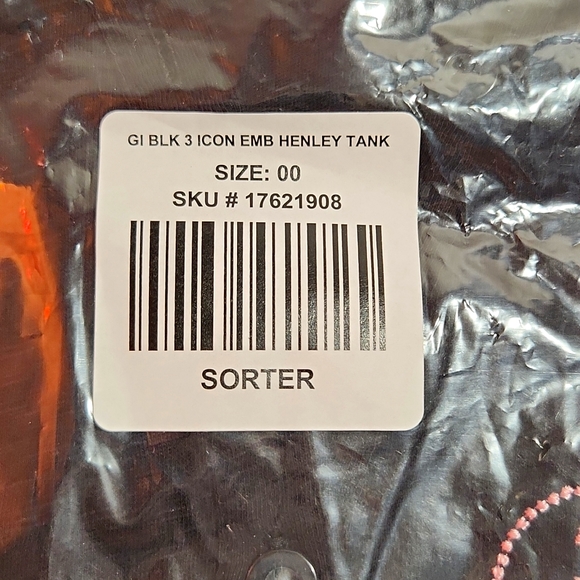 GI BLK 3 ICON EMB HENLEY TANK
SIZE: 00
SKU # 17621908
SORTER